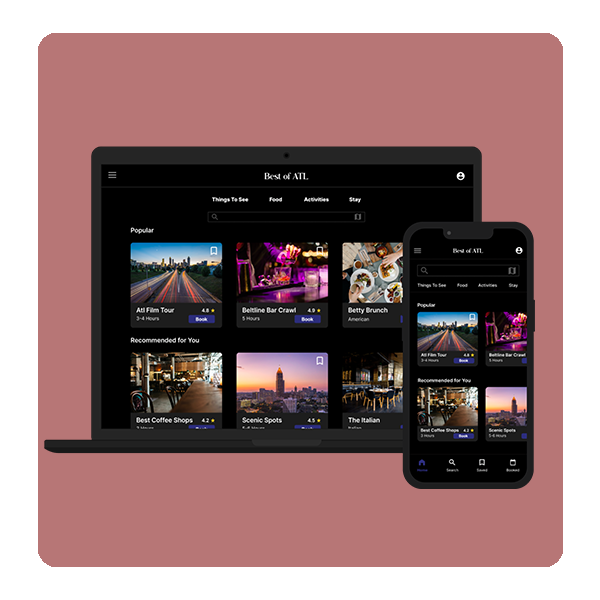 Best of ATL
Things To See Food Activities Stay
Popular
Atl Film Tour 4.8
3-4 Hours Book
Beltline Bar Crawl 4.9
5 Hours Book
Betty Brunch
American
Recommended for You
Best Coffee Shops 4.2
3 Hours Book
Scenic Spots 4.5
The Italian
Italian
Best of ATL
Things To See Food Activities Stay
Popular
Atl Film Tour 4.8
3-4 Hours Book
Beltline Bar Crawl
5 Hours
Recommended for You
Best Coffee Shops 4.2
3 Hours Book
Scenic Spots
5-6 Hours
Home Search Saved Booked